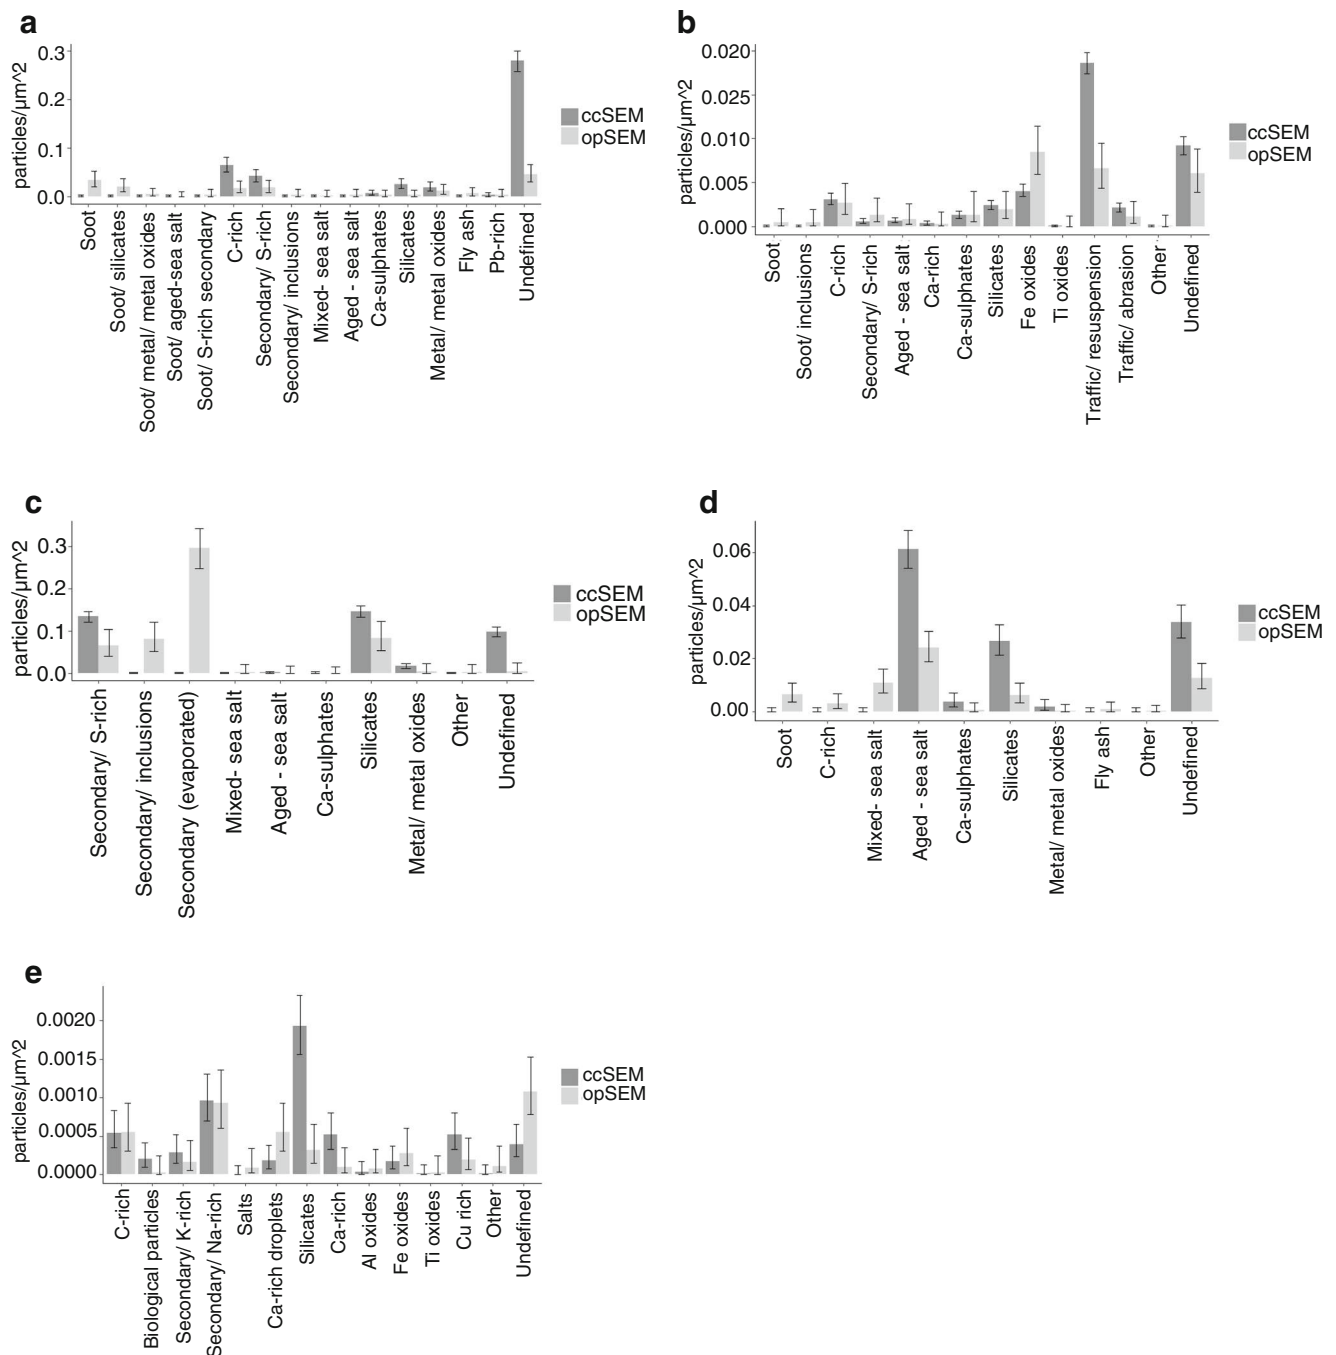 a
particles/µm^2
0.3
0.2
0.1
0.0
Soot
Soot/ silicates
Soot/ metal/ metal oxides
Soot/ aged-sea salt
Soot/ S-rich secondary
C-rich
Secondary/ S-rich
Secondary/ inclusions
Mixed- sea salt
Aged - sea salt
Ca-sulphates
Silicates
Metal/ metal oxides
Fly ash
Pb-rich
Undefined
ccSEM
opSEM
b
particles/µm^2
0.020
0.025
0.010
0.005
0.000
Soot
Soot/ inclusions
C-rich
Secondary/ S-rich
Aged - sea salt
Ca-rich
Ca-sulphates
Silicates
Fe oxides
Ti oxides
Traffic/ resuspension
Traffic/ abrasion
Other
Undefined
ccSEM
opSEM
c
particles/µm^2
0.3
0.2
0.1
0.0
Secondary/ S-rich
Secondary/ inclusions
Secondary (evaporated)
Mixed- sea salt
Aged - sea salt
Ca-sulphates
Silicates
Metal/ metal oxides
Other
Undefined
ccSEM
opSEM
d
particles/µm^2
0.06
0.04
0.02
0.00
Soot
C-rich
Mixed- sea salt
Aged - sea salt
Ca-sulphates
Silicates
Metal/ metal oxides
Fly ash
Other
Undefined
ccSEM
opSEM
e
particles/µm^2
0.0020
0.0015
0.0010
0.0005
0.0000
C-rich
Biological particles
Secondary/ K-rich
Secondary/ Na-rich
Salts
Ca-rich droplets
Silicates
Ca-rich
Al oxides
Fe oxides
Ti oxides
Cu rich
Other
Undefined
ccSEM
opSEM